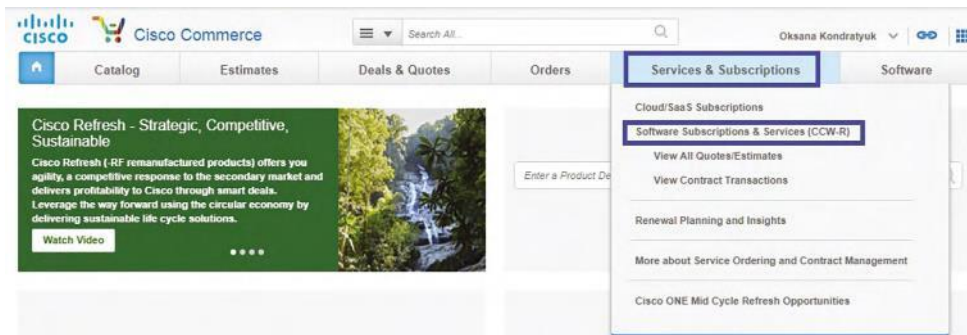 CISCO
Cisco Commerce
Search All...
Oksana Kondratyuk
Catalog
Estimates
Deals & Quotes
Orders
Services & Subscriptions
Software
Cisco Refresh - Strategic, Competitive,
Sustainable
Cisco Refresh (-RF remanufactured products) offers you
agility, a competitive response to the secondary market and
delivers profitability to Cisco through smart deals.
Leverage the way forward using the circular economy by
delivering sustainable life cycle solutions.
Watch Video
Enter a Product De
Cloud/SaaS Subscriptions
Software Subscriptions & Services (CCW-R)
View All Quotes/Estimates
View Contract Transactions
Renewal Planning and Insights
More about Service Ordering and Contract Management
Cisco ONE Mid Cycle Refresh Opportunities